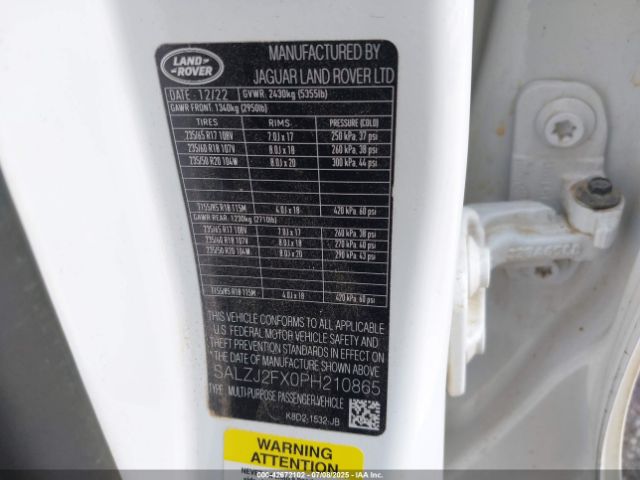 LAND
ROVER
MANUFACTURED BY
JAGUAR LAND ROVER LTD
DATE: 12/22 GVWR. 2430kg (5355lb)
GAWR FRONT. 1340kg (2950lb)
TIRES RIMS: PRESSURE (COLD)
235/65 R17 108V 7.0J x 17 250 kPa, 37 psi
235/60 R18 107V 8.0J x 18 260 kPa, 38 psi
235/50 R20 104W 8.0J x 20 300 kPa, 44 psi
T155/85 R18 115M 4.0J x 18 420 kPa, 60 psi
GAWR REAR. 1230kg (2710lb)
235/65 R17 108V 7.0J x 17 260 kPa, 38 psi
235/60 R18 107V 8.0J x 18 270 kPa, 40 psi
235/50 R20 104W 8.0J x 20 290 kPa, 43 psi
T155/85 R18 115M 4.0J x 18 420 kPa, 60 psi
THIS VEHICLE CONFORMS TO ALL APPLICABLE
U.S. FEDERAL MOTOR VEHICLE SAFETY AND
THEFT PREVENTION STANDARDS IN EFFECT ON
*THE DATE OF MANUFACTURE SHOWN ABOVE *
SALZJ2FX0PH210865
TYPE: MULTI-PURPOSE PASSENGER VEHICLE
K8D2-1532-JB
WARNING
ATTENTION
© IAA - 42672102 - 07/08/2025 - IAAI.COM